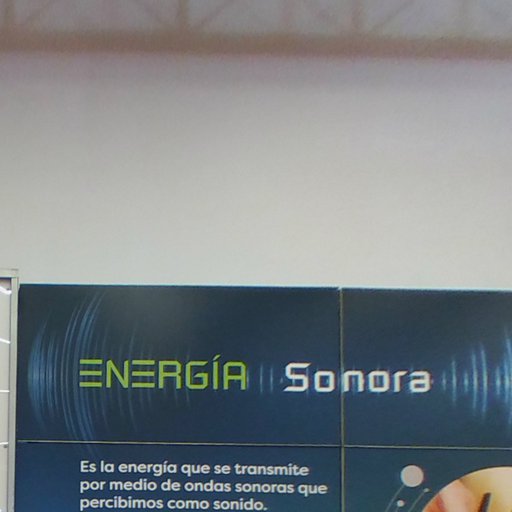 ENERGÍA Sonora
Es la energía que se transmite
por medio de ondas sonoras que
percibimos como sonido.